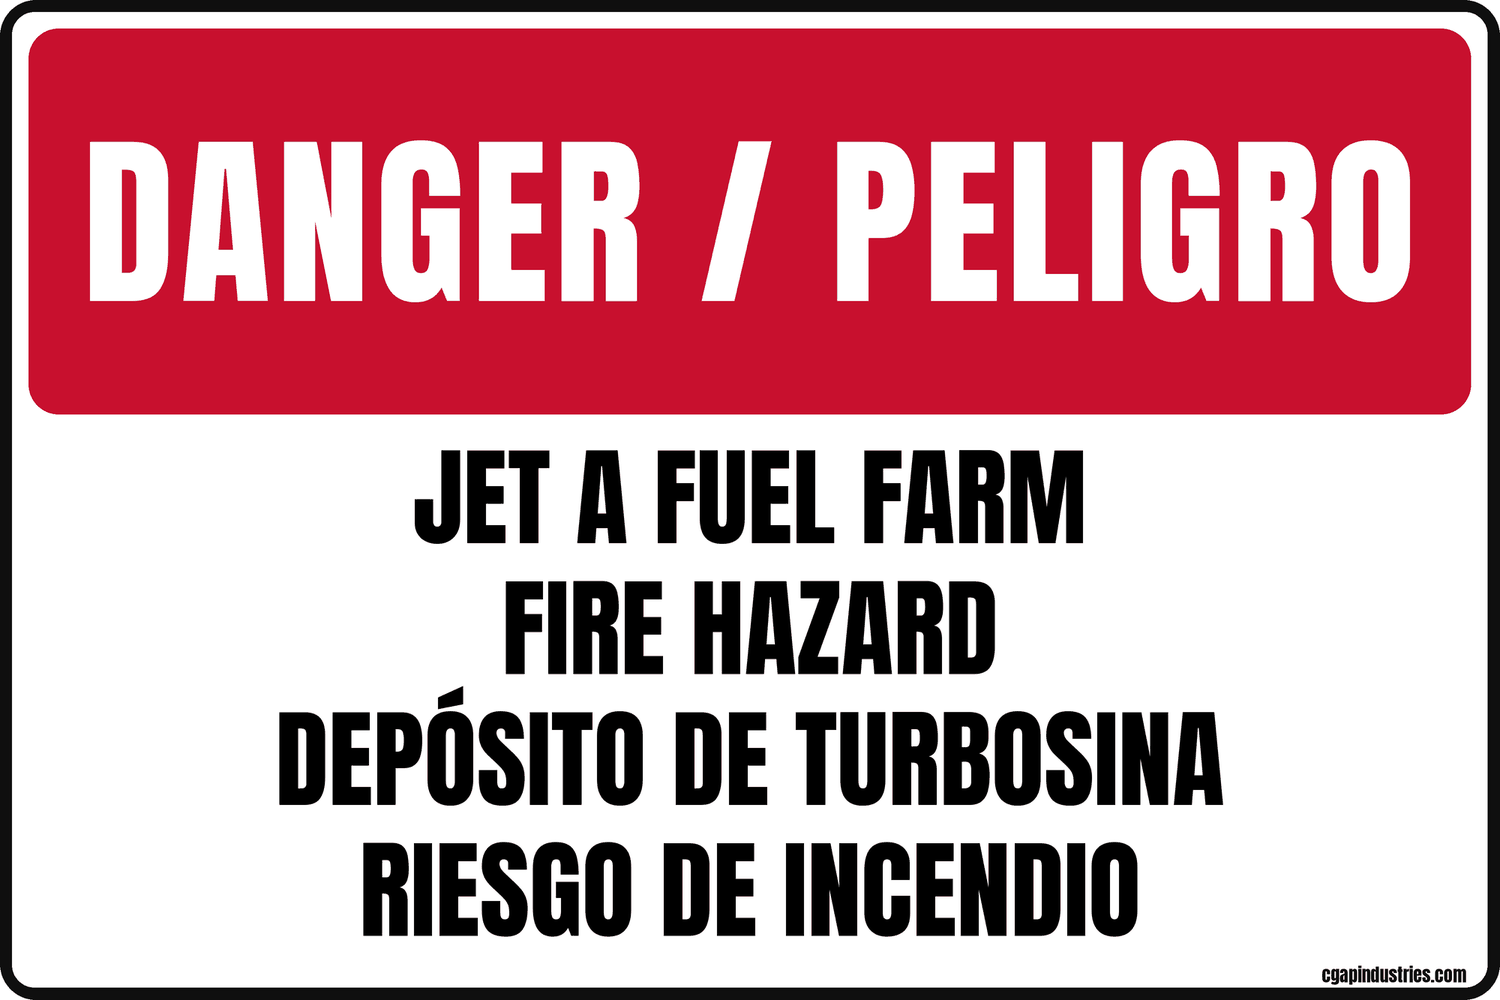 DANGER / PELIGRO
JET A FUEL FARM
FIRE HAZARD
DEPÓSITO DE TURBOSINA
RIESGO DE INCENDIO
cgapindustries.com